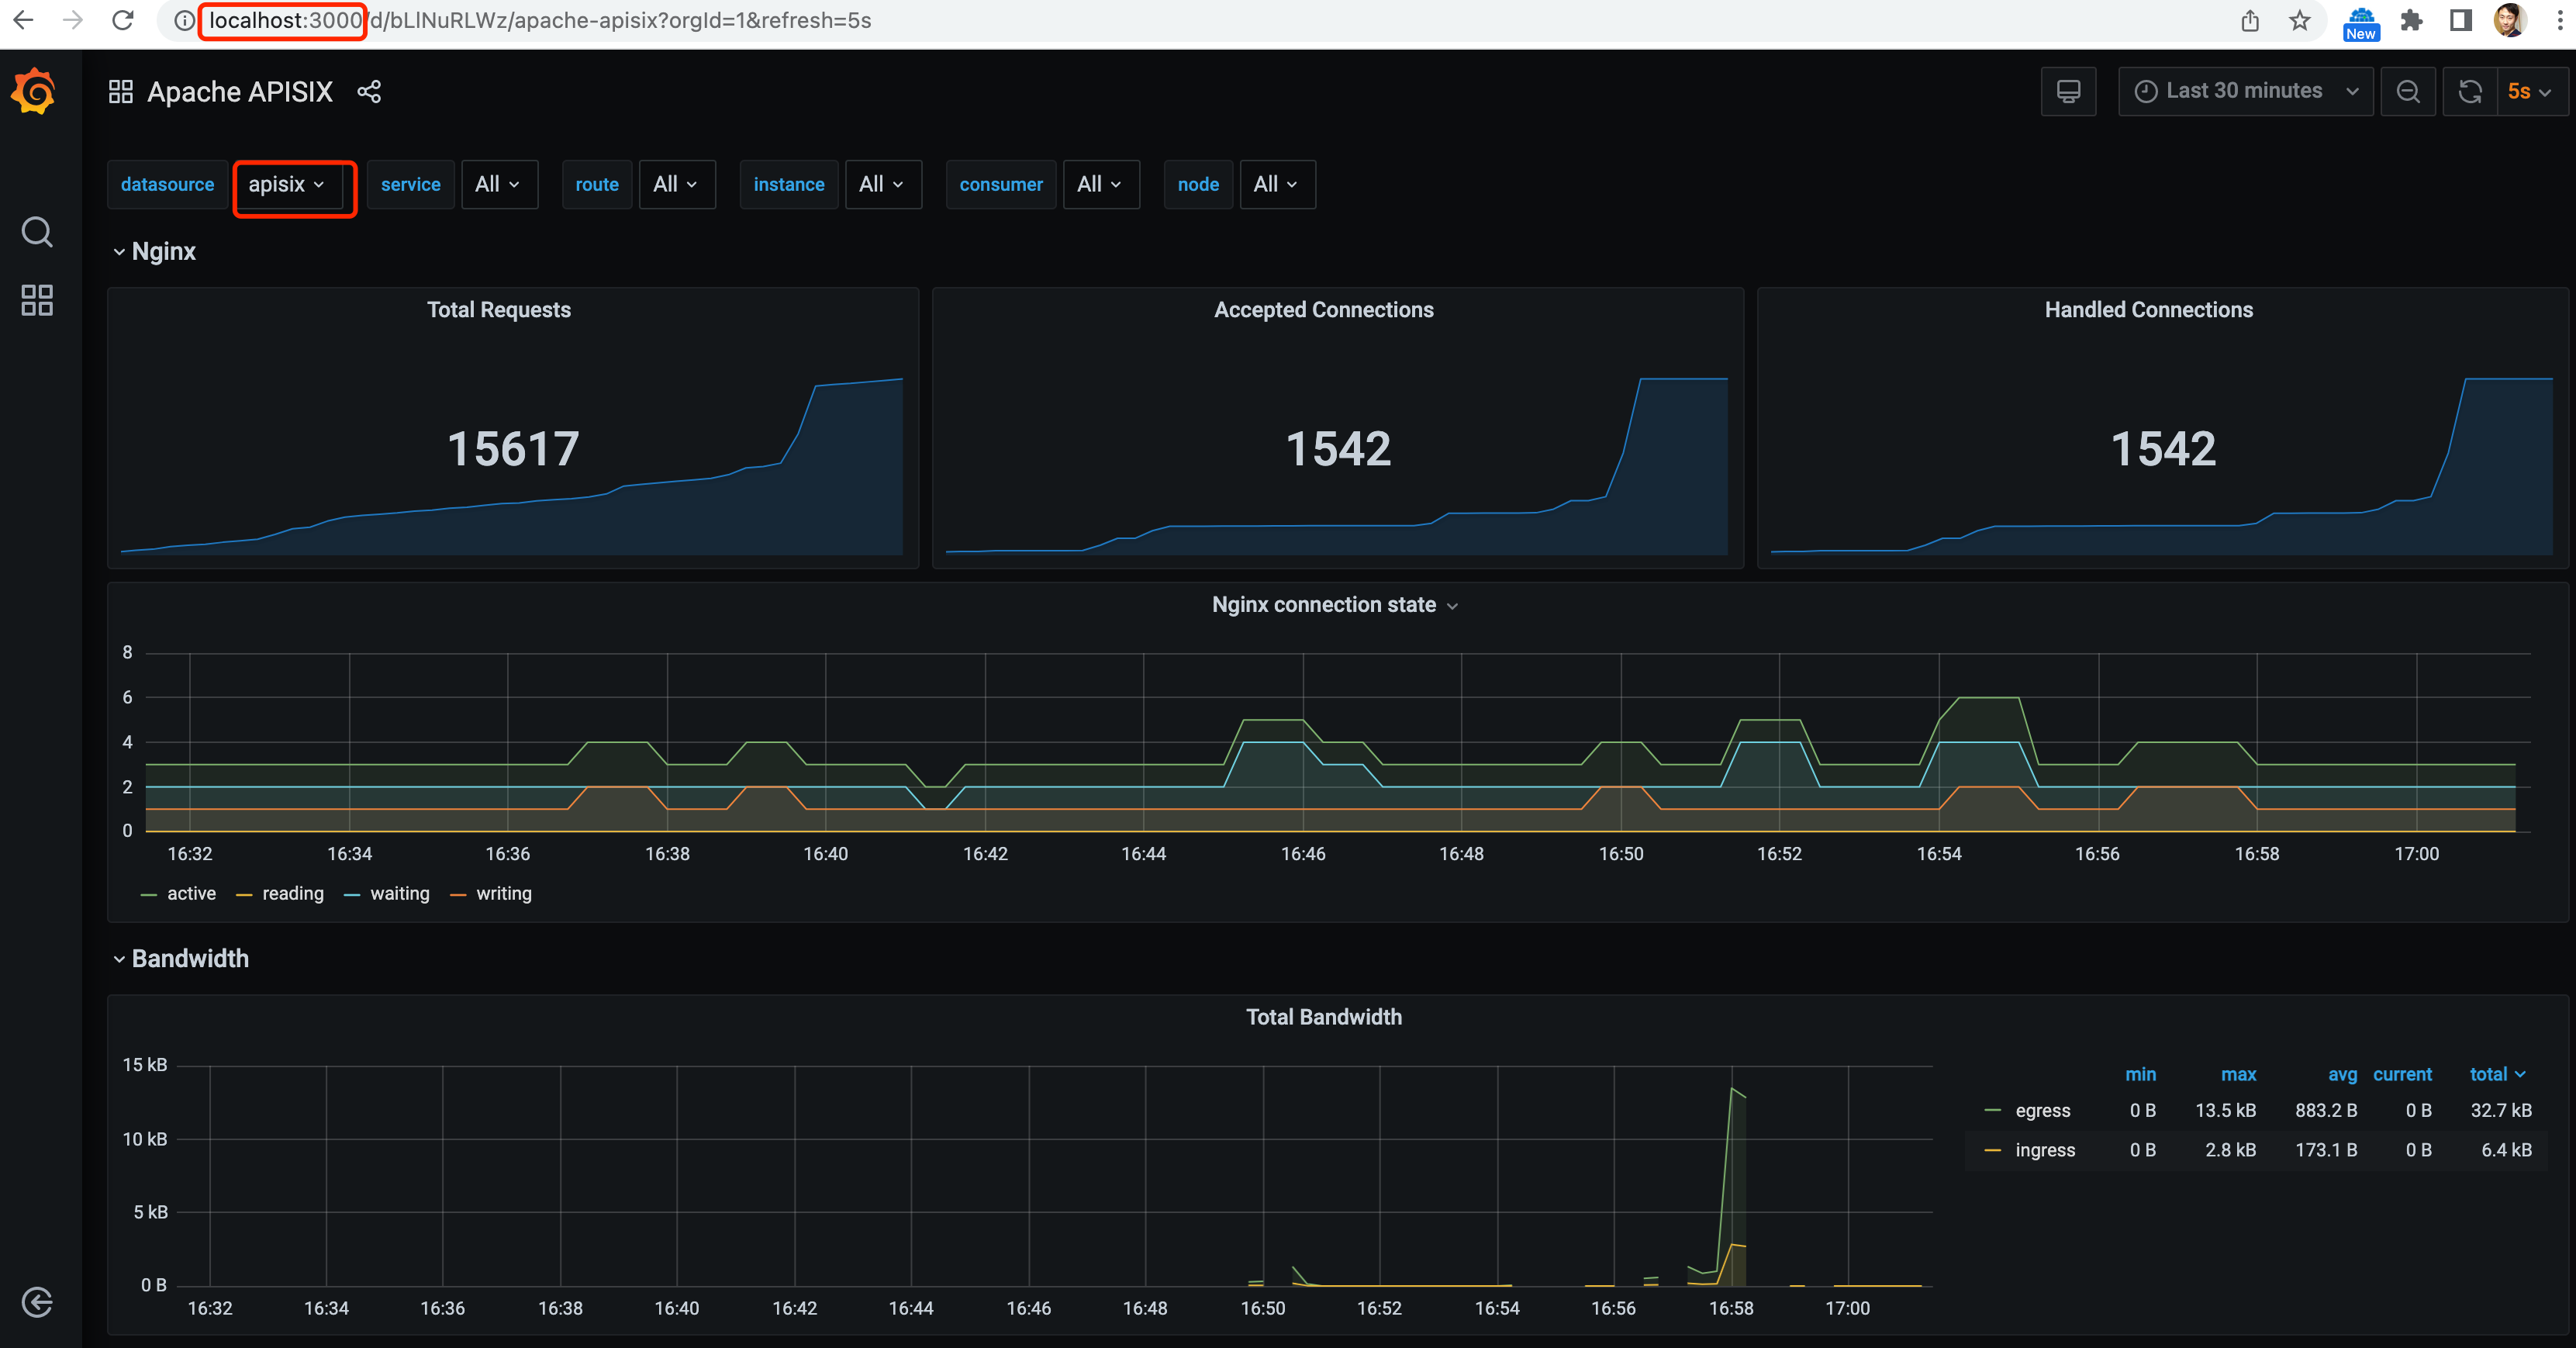 localhost:3000/d/bLlNuRLWz/apache-apisix?orgId=1&refresh=5s
New
Apache APISIX
Last 30 minutes
5s
datasource apisix service All route All instance All consumer All node All
Nginx
Total Requests
15617
Accepted Connections
1542
Handled Connections
1542
Nginx connection state
8
6
4
2
0
16:32 16:34 16:36 16:38 16:40 16:42 16:44 16:46 16:48 16:50 16:52 16:54 16:56 16:58 17:00
active reading waiting writing
Bandwidth
Total Bandwidth
15 kB
10 kB
5 kB
0 B
16:32 16:34 16:36 16:38 16:40 16:42 16:44 16:46 16:48 16:50 16:52 16:54 16:56 16:58 17:00
min max avg current total
egress 0 B 13.5 kB 883.2 B 0 B 32.7 kB
ingress 0 B 2.8 kB 173.1 B 0 B 6.4 kB